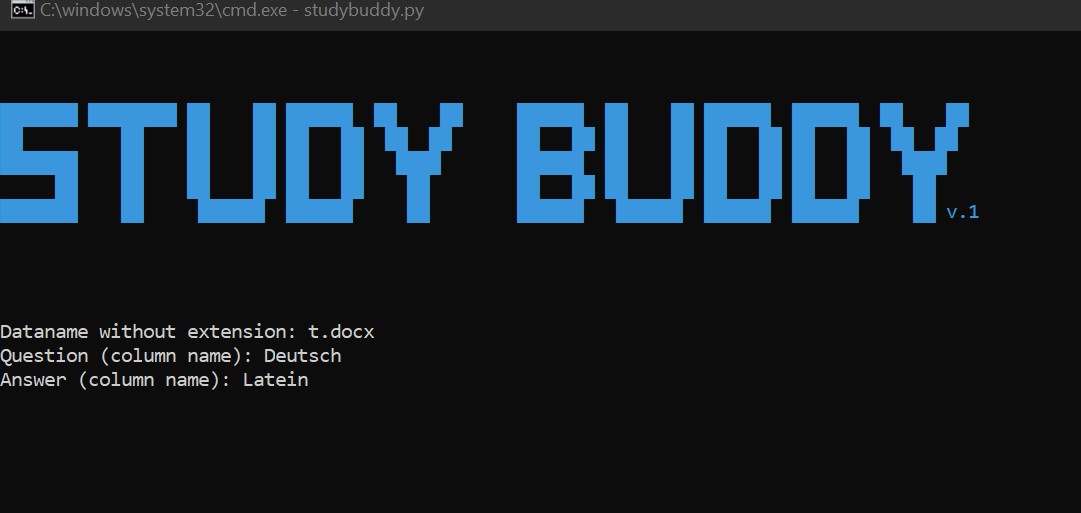 C:\windows\system32\cmd.exe - studybuddy.py
STUDY BUDDY v.1
Dataname without extension: t.docx
Question (column name): Deutsch
Answer (column name): Latein